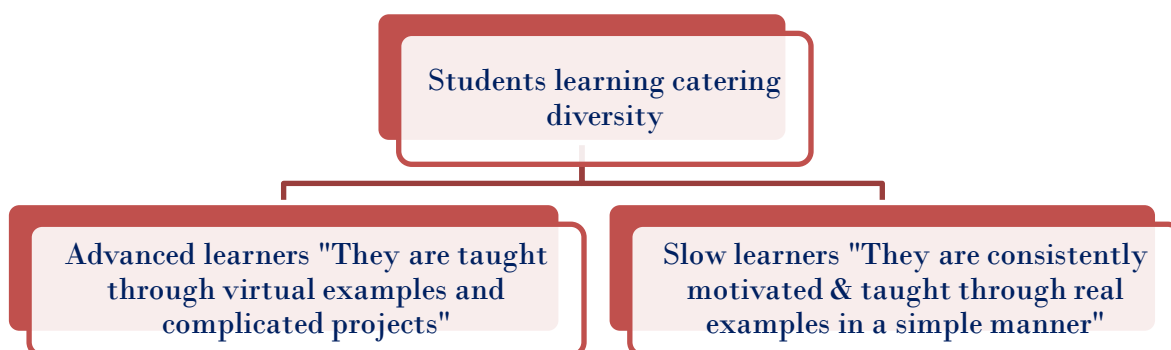 Students learning catering
diversity
Advanced learners "They are taught
through virtual examples and
complicated projects"
Slow learners "They are consistently
motivated & taught through real
examples in a simple manner"